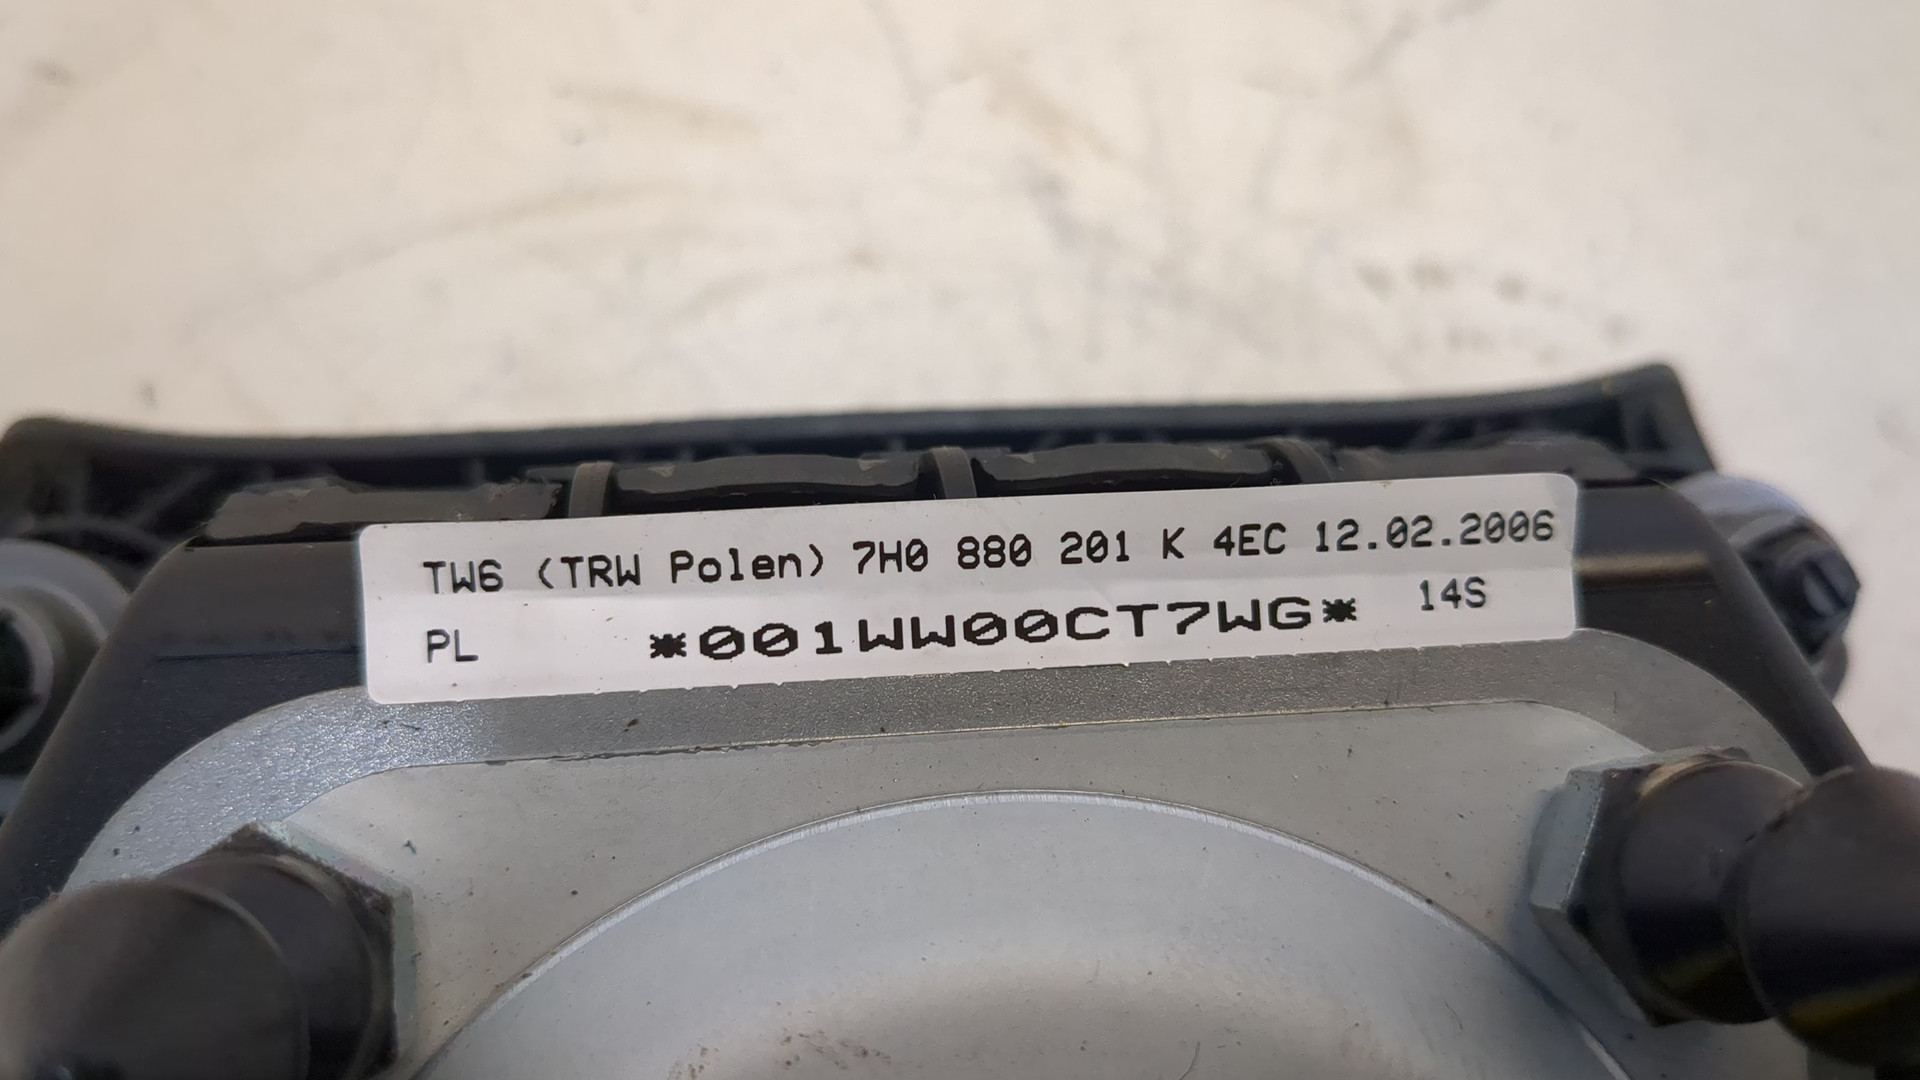 TW6 (TRW Polen) 7H0 880 201 K 4EC 12.02.2006
PL *001WW00CT7WG* 14S